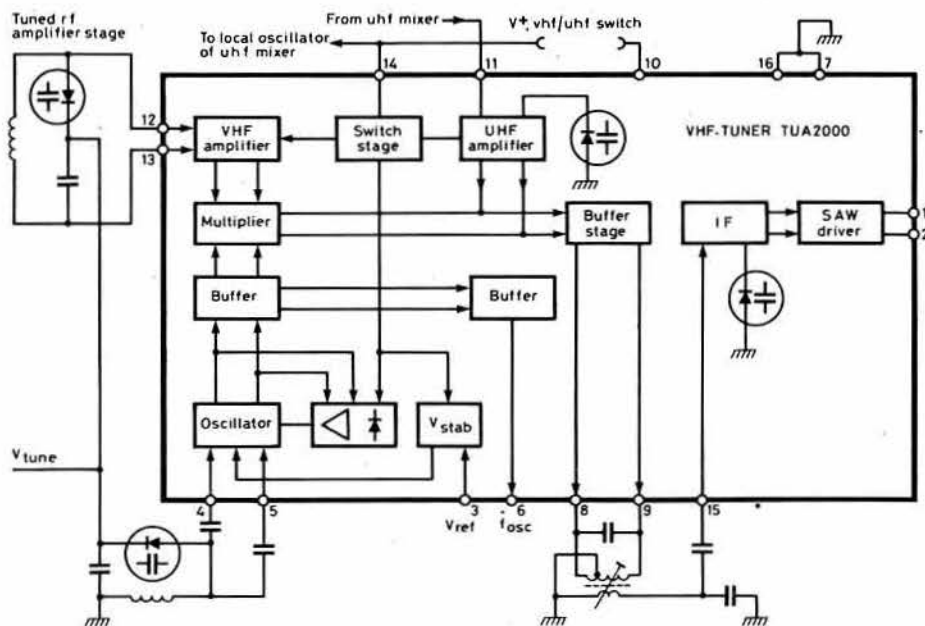 Tuned rf
amplifier stage
From uhf mixer
To local oscillator
of uhf mixer
V+ vhf/uhf switch
14
11
10
16
7
12
13
VHF
amplifier
Switch
stage
UHF
amplifier
VHF-TUNER TUA2000
Multiplier
Buffer
stage
IF
SAW
driver
1
2
Buffer
Buffer
Oscillator
Vstab
Vtune
4
5
3
6
8
9
15
Vref
fosc